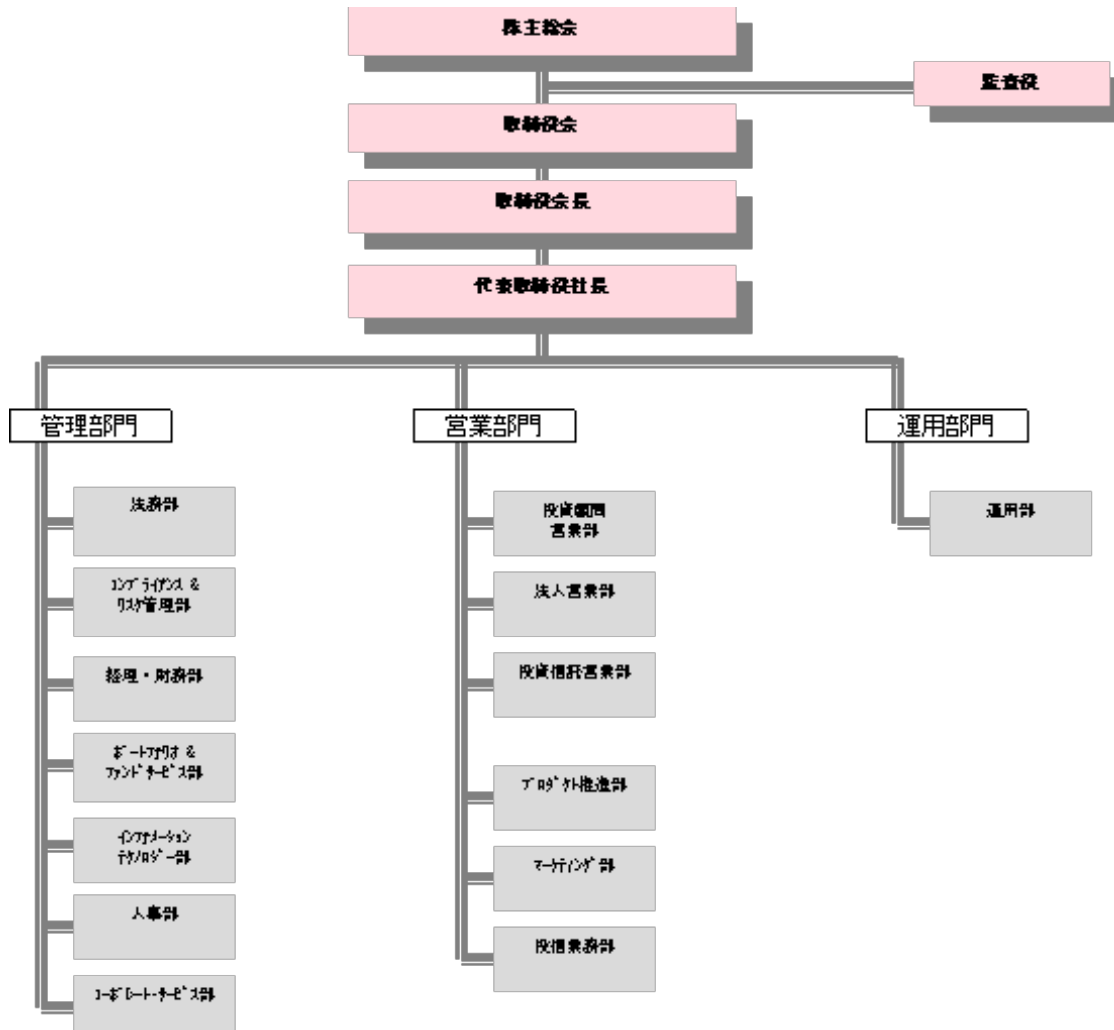 株主総会
監査役
取締役会
取締役会長
代表取締役社長
管理部門
営業部門
運用部門
法務部
コンプライアンス &
リスク管理部
経理・財務部
ポートフォリオ &
ファンド・サービス部
インフォメーション
テクノロジー部
人事部
コーポレート・サービス部
投資顧問
営業部
法人営業部
投資信託営業部
プロダクト推進部
マーケティング部
投信業務部
運用部